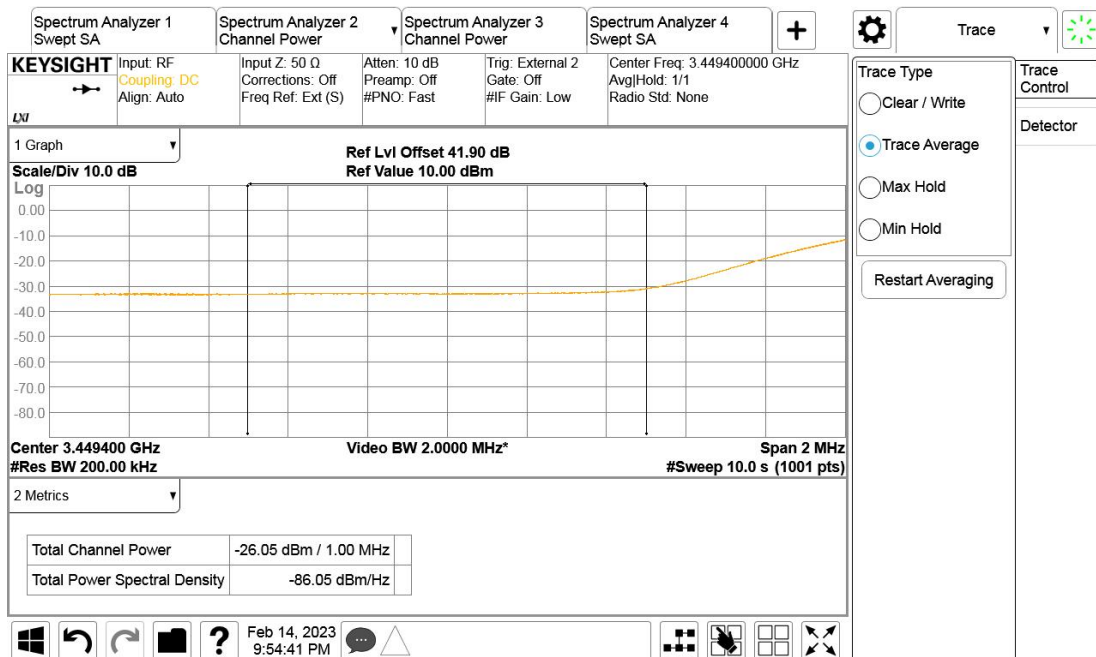 Spectrum Analyzer 1
Swept SA
Spectrum Analyzer 2
Channel Power
Spectrum Analyzer 3
Channel Power
Spectrum Analyzer 4
Swept SA
Trace
KEYSIGHT
LXI
Input: RF
Coupling: DC
Align: Auto
Input Z: 50 Ω
Corrections: Off
Freq Ref: Ext (S)
Atten: 10 dB
Preamp: Off
#PNO: Fast
Trig: External 2
Gate: Off
#IF Gain: Low
Center Freq: 3.449400000 GHz
Avg|Hold: 1/1
Radio Std: None
1 Graph
Scale/Div 10.0 dB
Ref Lvl Offset 41.90 dB
Ref Value 10.00 dBm
Log
0.00
-10.0
-20.0
-30.0
-40.0
-50.0
-60.0
-70.0
-80.0
Center 3.449400 GHz
#Res BW 200.00 kHz
Video BW 2.0000 MHz*
Span 2 MHz
#Sweep 10.0 s (1001 pts)
2 Metrics
Total Channel Power -26.05 dBm / 1.00 MHz
Total Power Spectral Density -86.05 dBm/Hz
Feb 14, 2023
9:54:41 PM
Trace Type
Clear / Write
Trace Average
Max Hold
Min Hold
Restart Averaging
Trace
Control
Detector